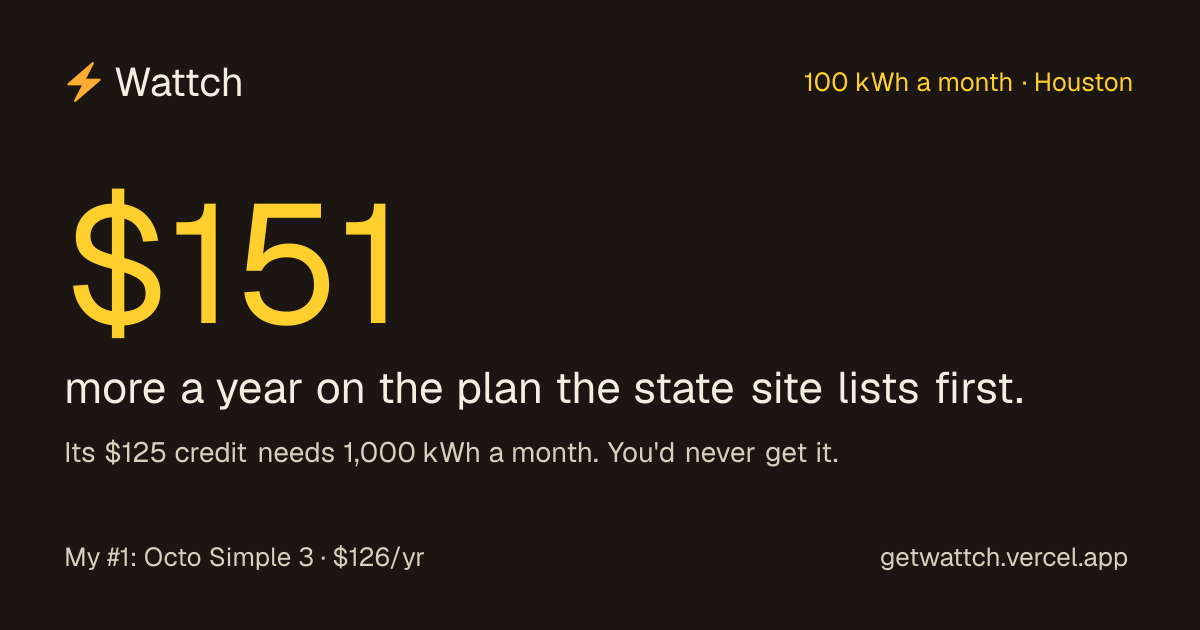 ⚡ Wattch
100 kWh a month · Houston
$151
more a year on the plan the state site lists first.
Its $125 credit needs 1,000 kWh a month. You'd never get it.
My #1: Octo Simple 3 · $126/yr
getwattch.vercel.app